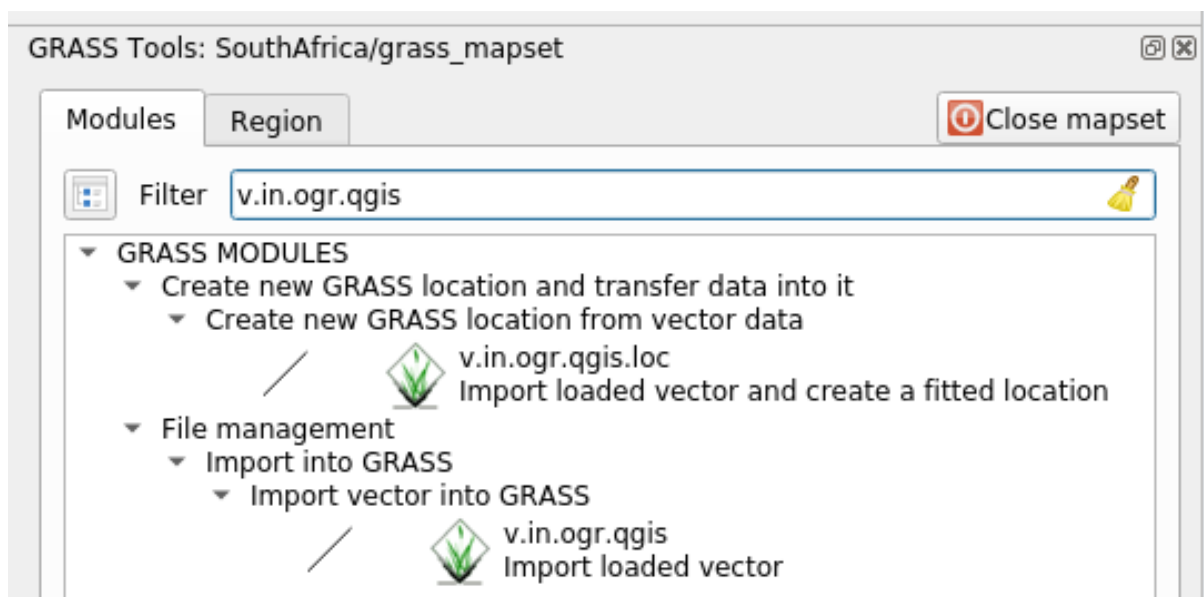 GRASS Tools: SouthAfrica/grass_mapset
Modules
Region
Close mapset
Filter
v.in.ogr.qgis
GRASS MODULES
Create new GRASS location and transfer data into it
Create new GRASS location from vector data
v.in.ogr.qgis.loc
Import loaded vector and create a fitted location
File management
Import into GRASS
Import vector into GRASS
v.in.ogr.qgis
Import loaded vector